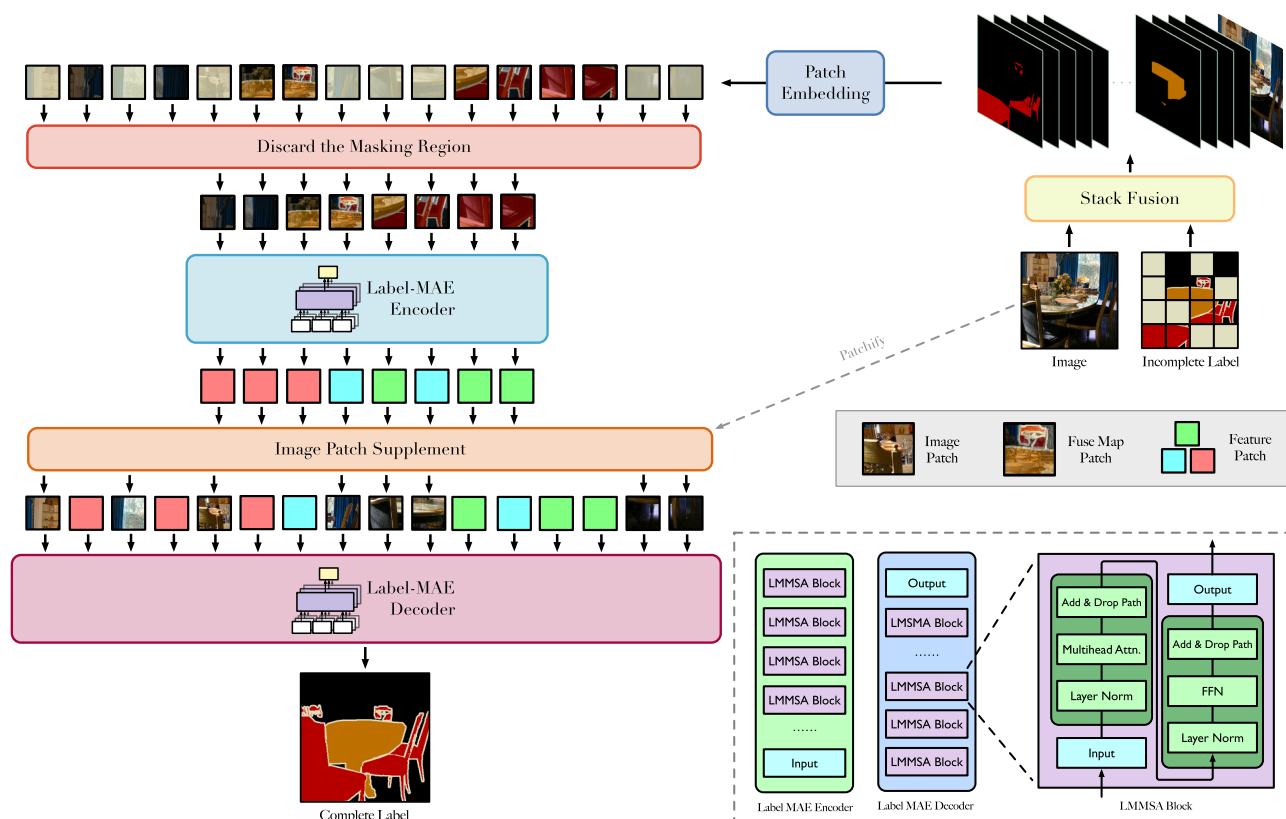 Patch
Embedding
Discard the Masking Region
Stack Fusion
Label-MAE
Encoder
Image
Incomplete Label
Patchify
Image Patch Supplement
Image
Patch
Fuse Map
Patch
Feature
Patch
Label-MAE
Decoder
Complete Label
LMMSA Block
LMMSA Block
LMMSA Block
LMMSA Block
......
Input
Label MAE Encoder
Output
LMSMA Block
......
LMMSA Block
LMMSA Block
LMMSA Block
Label MAE Decoder
Add & Drop Path
Multihead Attn.
Layer Norm
Input
Output
Add & Drop Path
FFN
Layer Norm
LMMSA Block